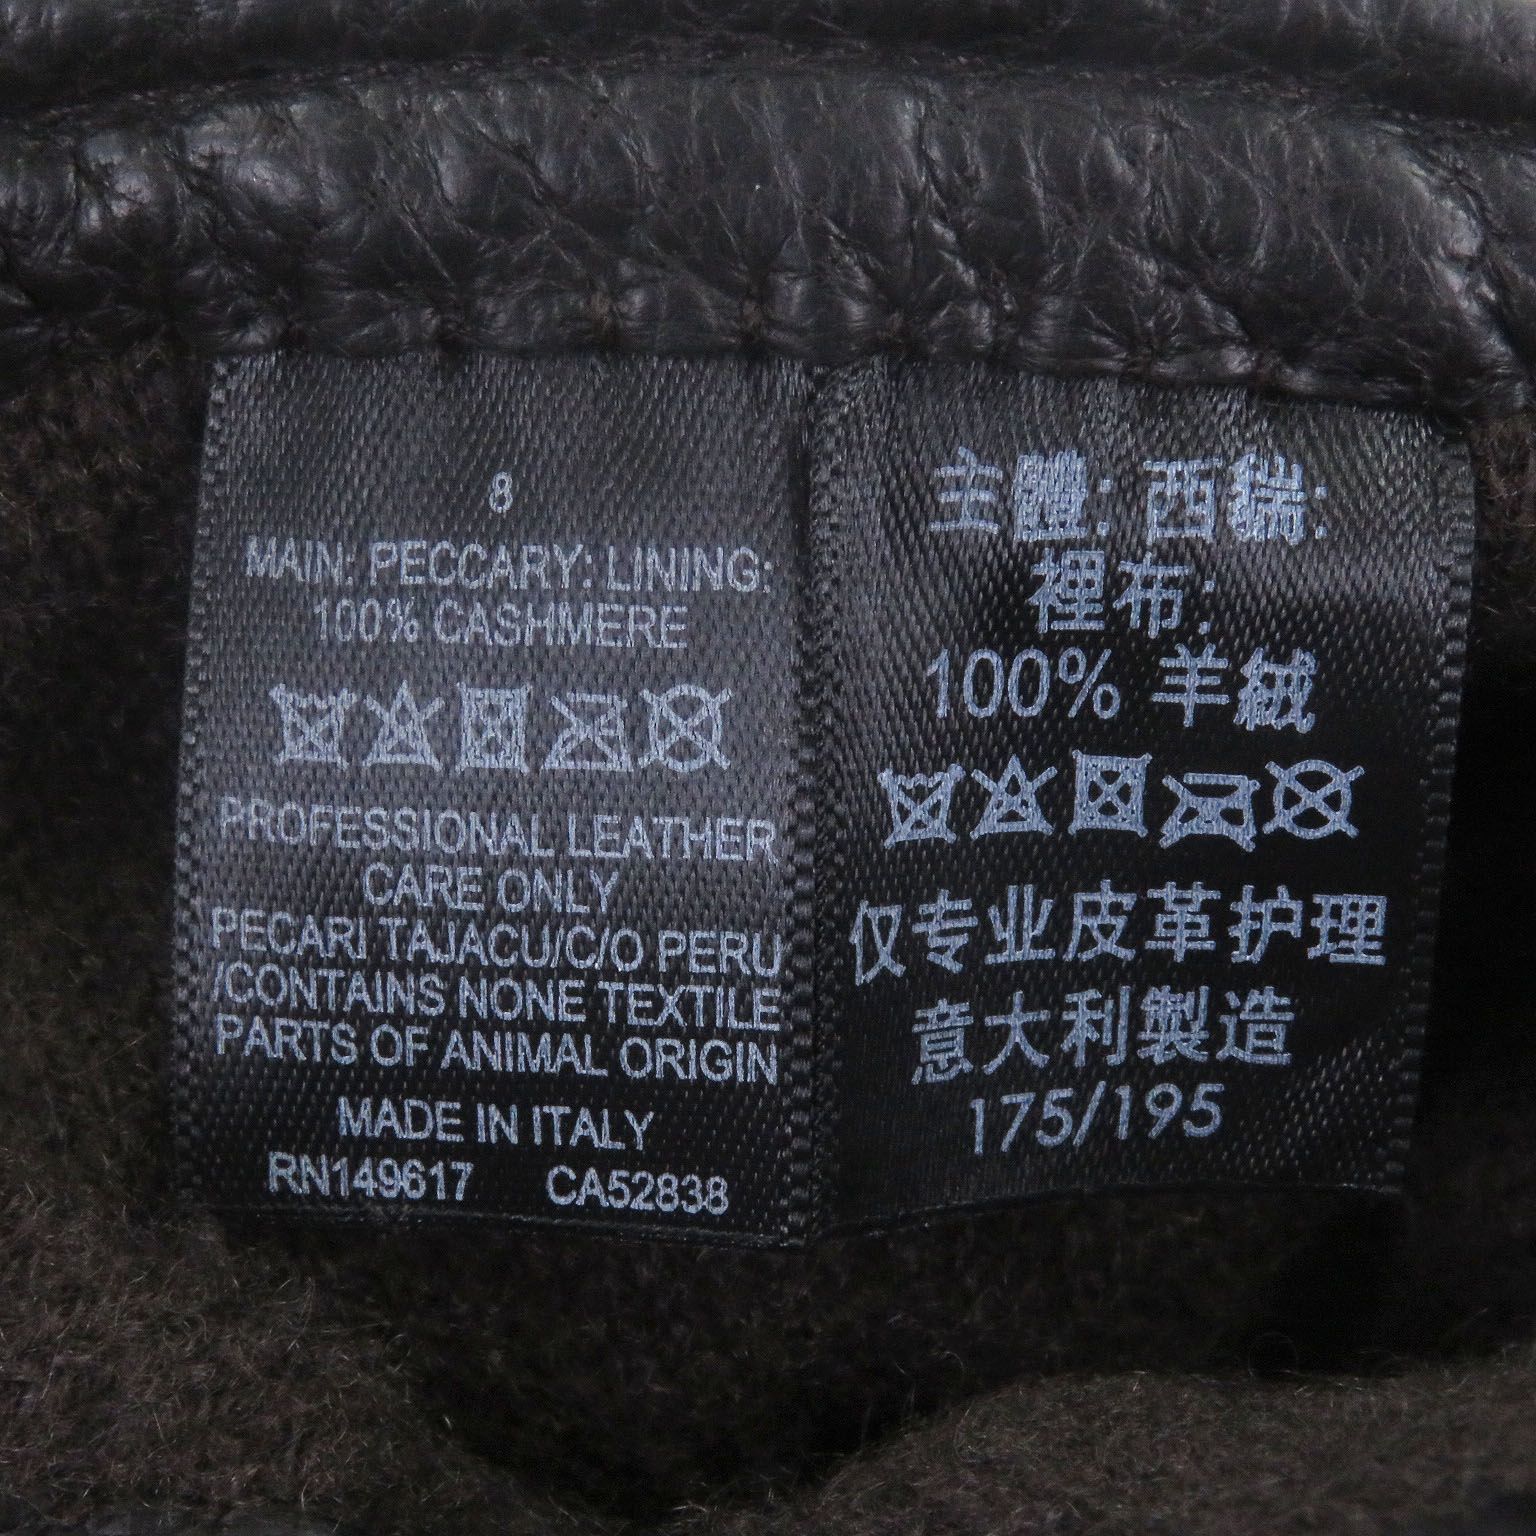 8
MAIN: PECCARY: LINING:
100% CASHMERE
PROFESSIONAL LEATHER
CARE ONLY
PECARI TAJACU/C/O PERU
/CONTAINS NONE TEXTILE
PARTS OF ANIMAL ORIGIN
MADE IN ITALY
RN149617 CA52838
主體: 西貒:
裡布:
100% 羊絨
仅专业皮革护理
意大利製造
175/195